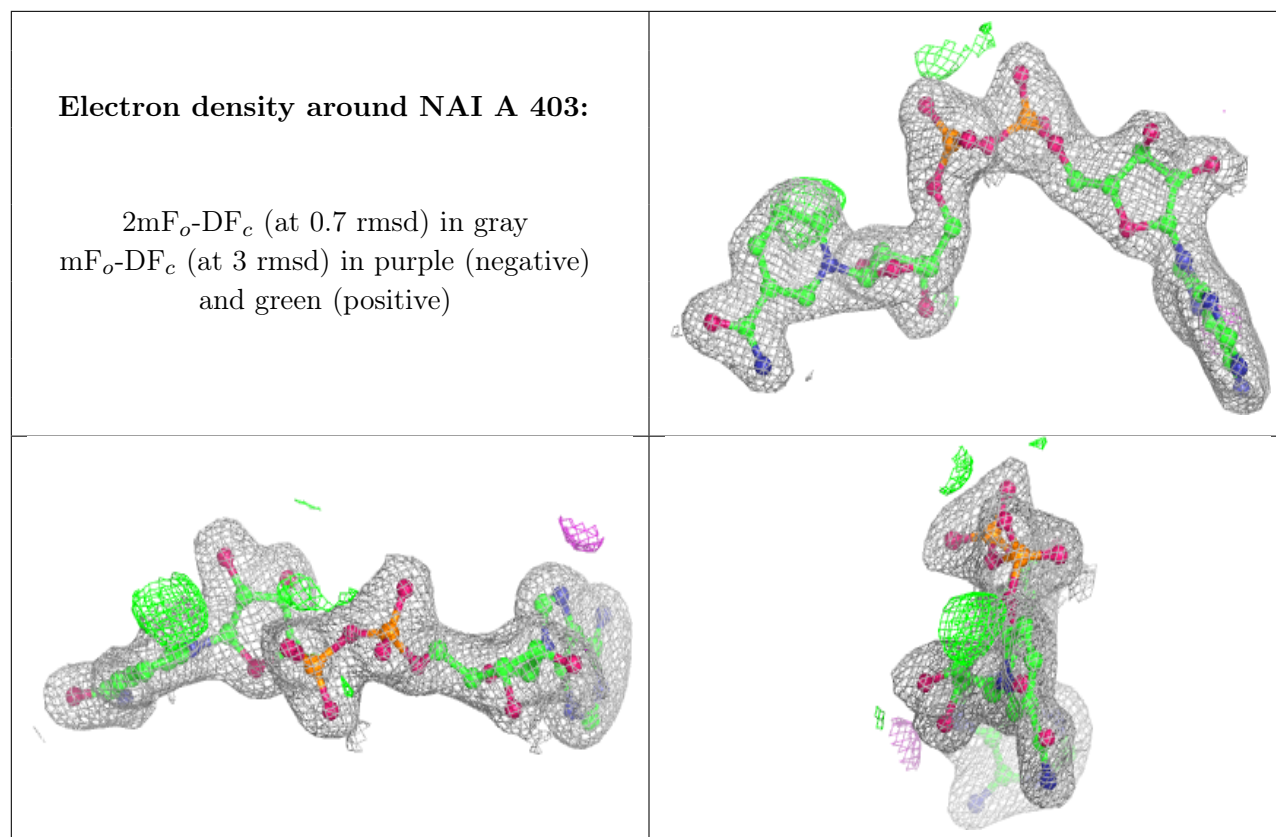 Electron density around NAI A 403:
2mFₒ-DF𝒸 (at 0.7 rmsd) in gray
mFₒ-DF𝒸 (at 3 rmsd) in purple (negative)
and green (positive)